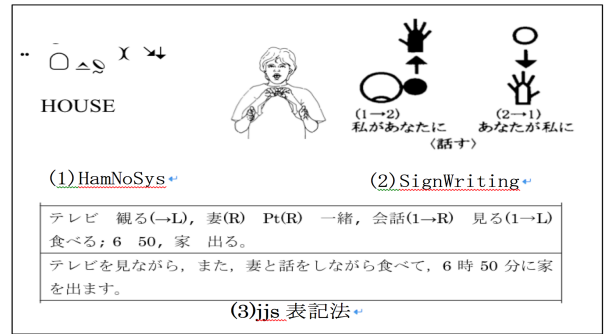 HOUSE
(1→2)
私があなたに
(2→1)
あなたが私に
〈話す〉
(1)HamNoSys
(2)SignWriting
テレビ　観る(→L)，妻(R)　Pt(R)　一緒，会話(1→R)　見る(1→L)
食べる；6　50，家　出る。
テレビを見ながら，また，妻と話をしながら食べて，6 時 50 分に家
を出ます。
(3)jjs 表記法